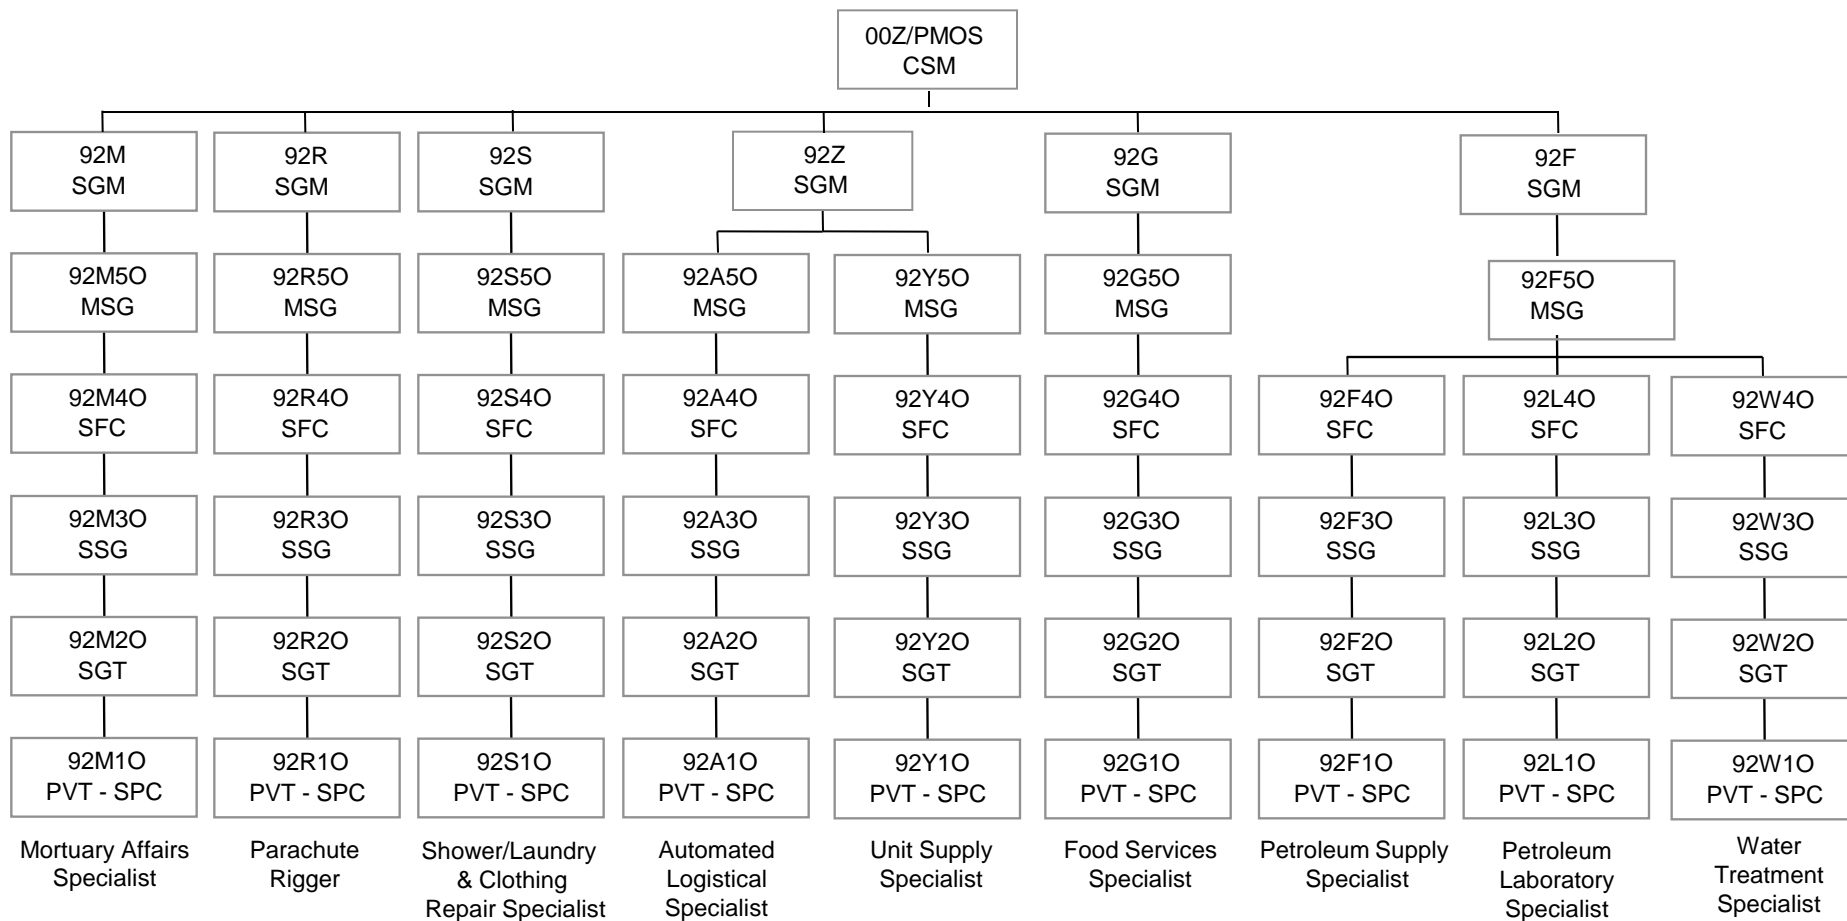 00Z/PMOS
CSM
92M
SGM
92R
SGM
92S
SGM
92Z
SGM
92G
SGM
92F
SGM
92M5O
MSG
92R5O
MSG
92S5O
MSG
92A5O
MSG
92Y5O
MSG
92G5O
MSG
92F5O
MSG
92M4O
SFC
92R4O
SFC
92S4O
SFC
92A4O
SFC
92Y4O
SFC
92G4O
SFC
92F4O
SFC
92L4O
SFC
92W4O
SFC
92M3O
SSG
92R3O
SSG
92S3O
SSG
92A3O
SSG
92Y3O
SSG
92G3O
SSG
92F3O
SSG
92L3O
SSG
92W3O
SSG
92M2O
SGT
92R2O
SGT
92S2O
SGT
92A2O
SGT
92Y2O
SGT
92G2O
SGT
92F2O
SGT
92L2O
SGT
92W2O
SGT
92M1O
PVT - SPC
92R1O
PVT - SPC
92S1O
PVT - SPC
92A1O
PVT - SPC
92Y1O
PVT - SPC
92G1O
PVT - SPC
92F1O
PVT - SPC
92L1O
PVT - SPC
92W1O
PVT - SPC
Mortuary Affairs
Specialist
Parachute
Rigger
Shower/Laundry
& Clothing
Repair Specialist
Automated
Logistical
Specialist
Unit Supply
Specialist
Food Services
Specialist
Petroleum Supply
Specialist
Petroleum
Laboratory
Specialist
Water
Treatment
Specialist